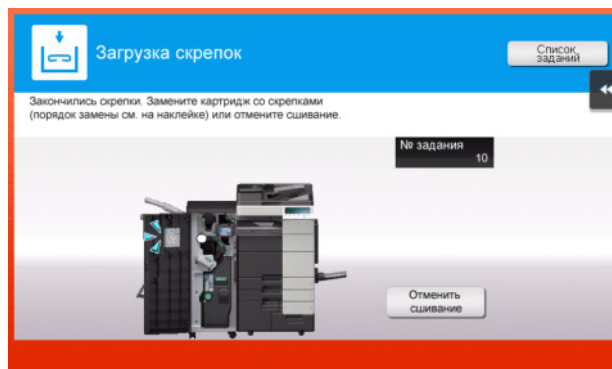 Загрузка скрепок
Список
заданий
Закончились скрепки. Замените картридж со скрепками
(порядок замены см. на наклейке) или отмените сшивание.
№ задания
10
Отменить
сшивание